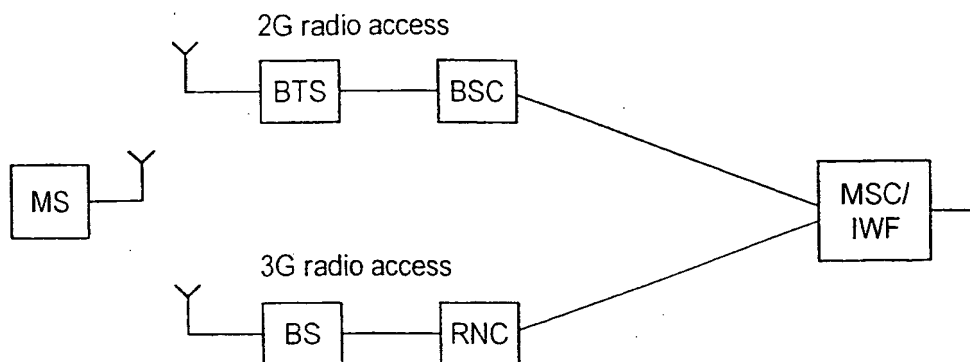 2G radio access
BTS
BSC
MS
MSC/
IWF
3G radio access
BS
RNC